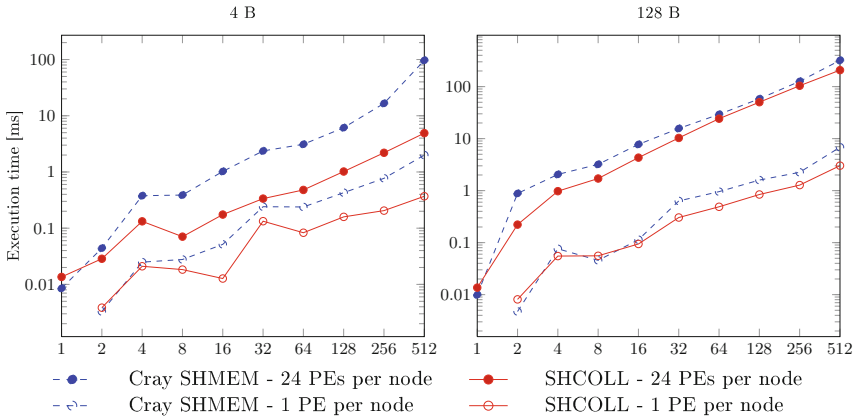 4 B
128 B
Execution time [ms]
100
10
1
0.1
0.01
1 2 4 8 16 32 64 128 256 512
100
10
1
0.1
0.01
1 2 4 8 16 32 64 128 256 512
Cray SHMEM - 24 PEs per node
SHCOLL - 24 PEs per node
Cray SHMEM - 1 PE per node
SHCOLL - 1 PE per node